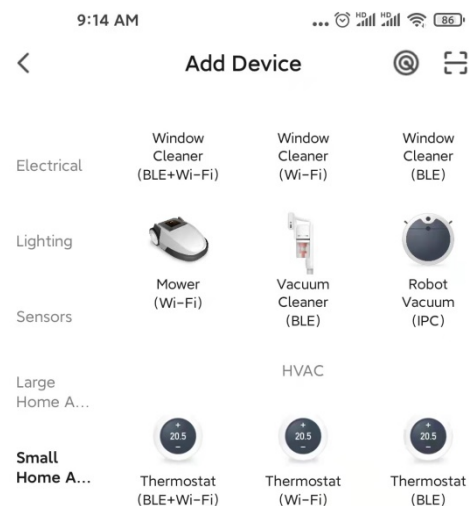 9:14 AM
HD HD 86
Add Device
Electrical
Lighting
Sensors
Large
Home A...
Small
Home A...
Window
Cleaner
(BLE+Wi-Fi)
Window
Cleaner
(Wi-Fi)
Window
Cleaner
(BLE)
Mower
(Wi-Fi)
Vacuum
Cleaner
(BLE)
Robot
Vacuum
(IPC)
HVAC
+
20.5
−
+
20.5
−
+
20.5
−
Thermostat
(BLE+Wi-Fi)
Thermostat
(Wi-Fi)
Thermostat
(BLE)